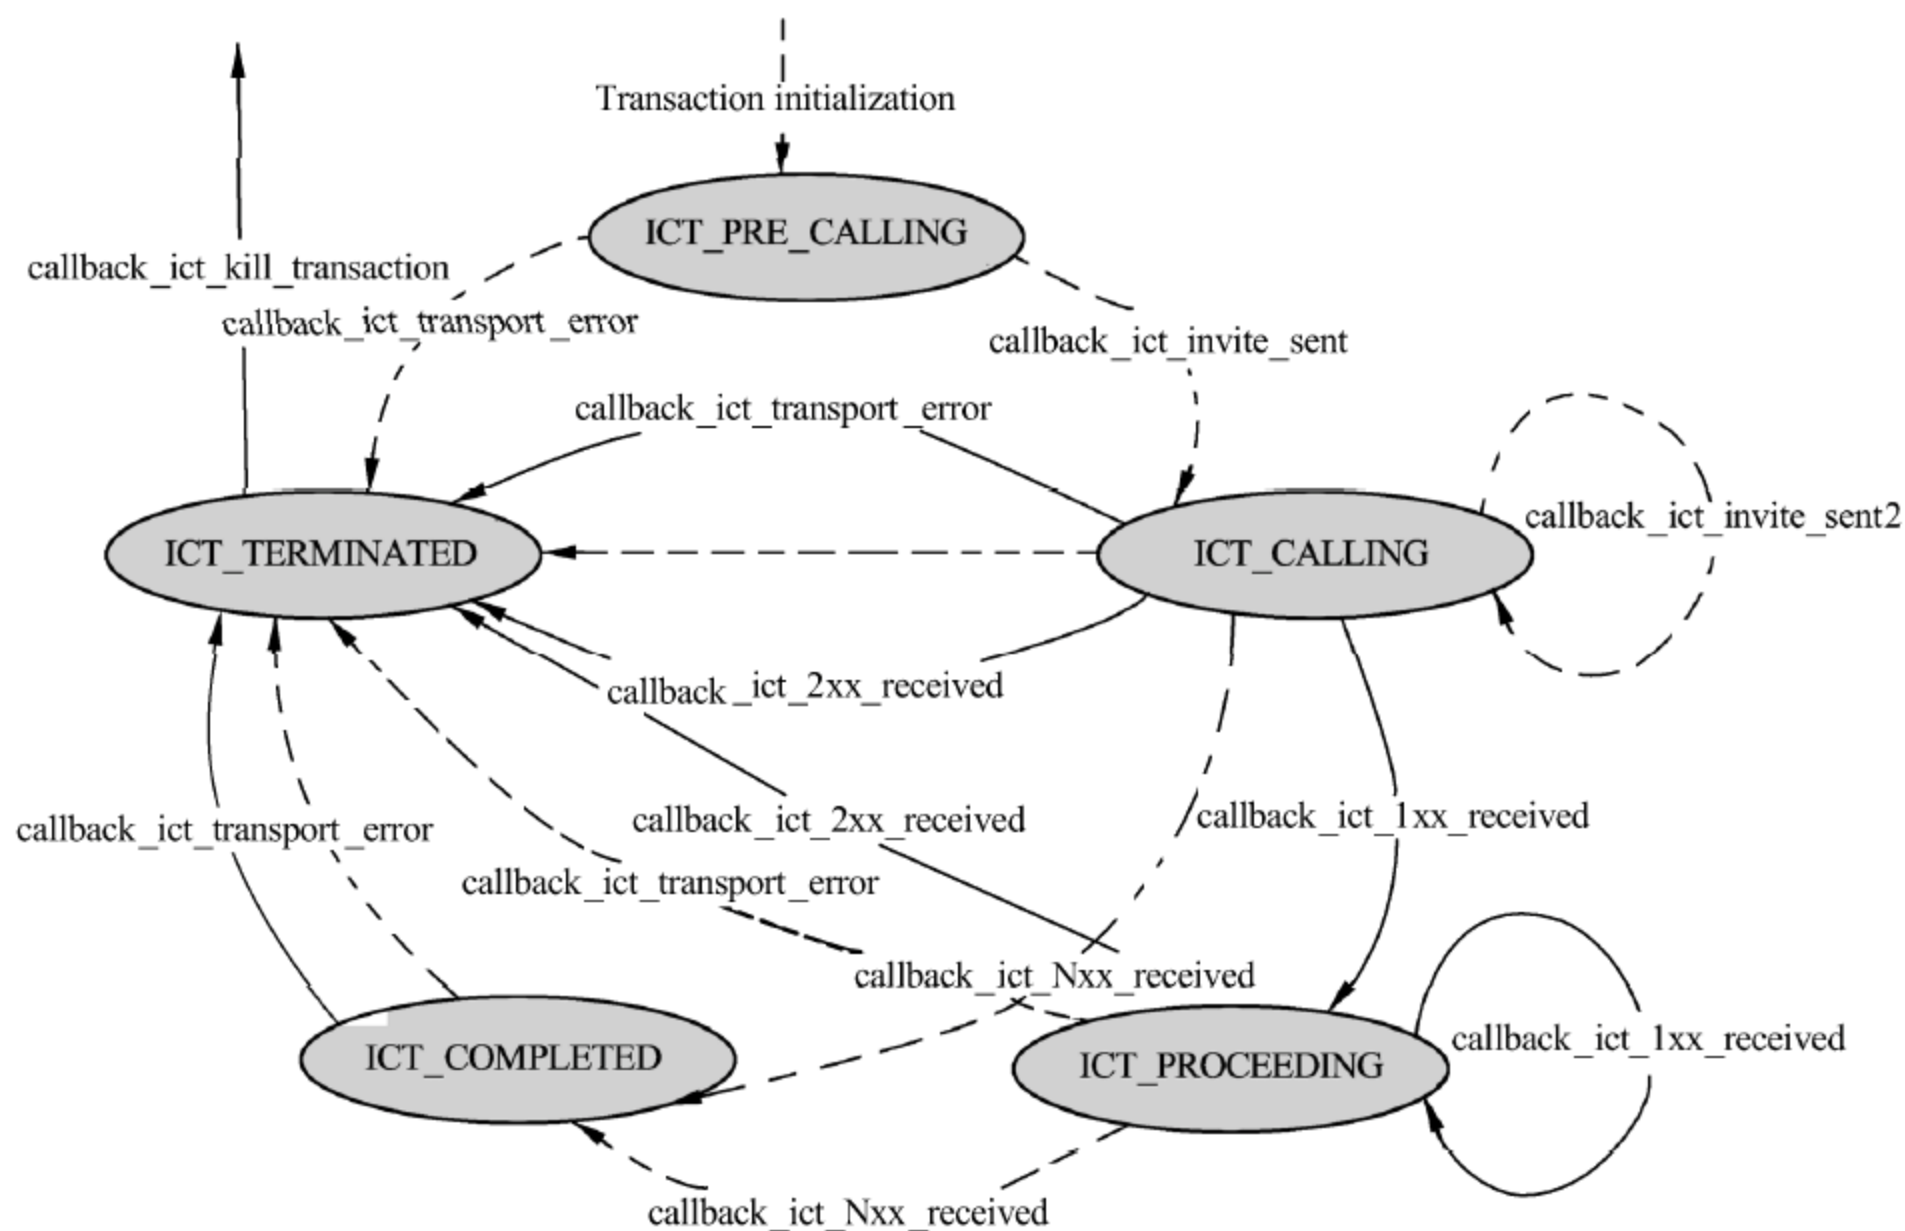 Transaction initialization
ICT_PRE_CALLING
callback_ict_kill_transaction
callback_ict_transport_error
callback_ict_invite_sent
callback_ict_transport_error
callback_ict_invite_sent2
ICT_TERMINATED
ICT_CALLING
callback_ict_2xx_received
callback_ict_2xx_received
callback_ict_1xx_received
callback_ict_transport_error
callback_ict_transport_error
callback_ict_Nxx_received
callback_ict_1xx_received
ICT_COMPLETED
ICT_PROCEEDING
callback_ict_Nxx_received